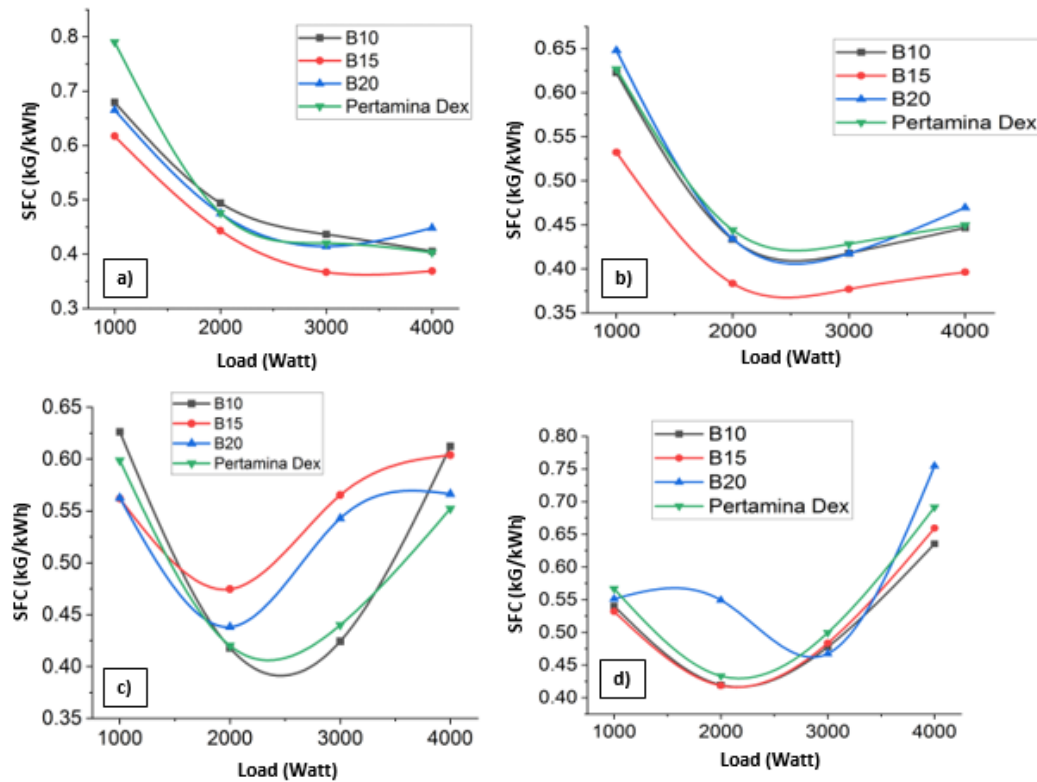 0.8
0.7
0.6
0.5
0.4
0.3
SFC (kG/kWh)
B10
B15
B20
Pertamina Dex
a)
1000 2000 3000 4000
Load (Watt)
0.65
0.60
0.55
0.50
0.45
0.40
0.35
SFC (kG/kWh)
B10
B15
B20
Pertamina Dex
b)
1000 2000 3000 4000
Load (Watt)
0.65
0.60
0.55
0.50
0.45
0.40
0.35
SFC (kG/kWh)
B10
B15
B20
Pertamina Dex
c)
1000 2000 3000 4000
Load (Watt)
0.80
0.75
0.70
0.65
0.60
0.55
0.50
0.45
0.40
SFC (kG/kWh)
B10
B15
B20
Pertamina Dex
d)
1000 2000 3000 4000
Load (Watt)